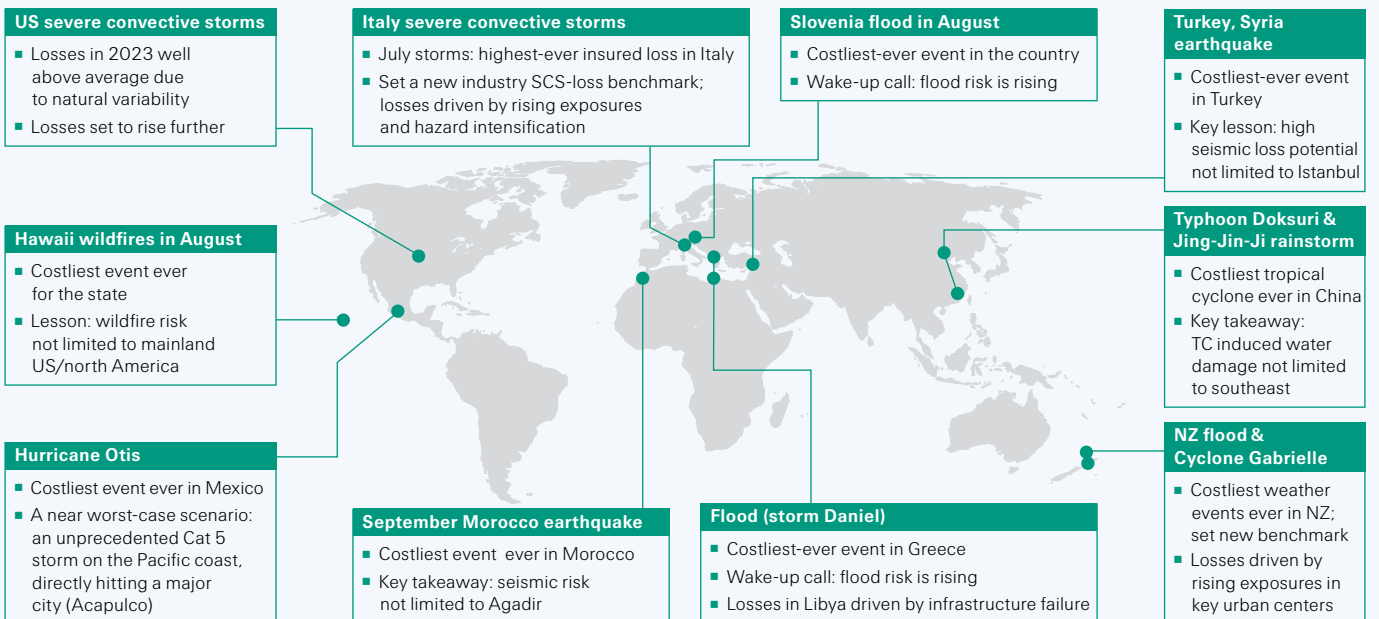 US severe convective storms
▪ Losses in 2023 well
above average due
to natural variability
▪ Losses set to rise further
Italy severe convective storms
▪ July storms: highest-ever insured loss in Italy
▪ Set a new industry SCS-loss benchmark;
losses driven by rising exposures
and hazard intensification
Slovenia flood in August
▪ Costliest-ever event in the country
▪ Wake-up call: flood risk is rising
Turkey, Syria
earthquake
▪ Costliest-ever event
in Turkey
▪ Key lesson: high
seismic loss potential
not limited to Istanbul
Hawaii wildfires in August
▪ Costliest event ever
for the state
▪ Lesson: wildfire risk
not limited to mainland
US/north America
Typhoon Doksuri &
Jing-Jin-Ji rainstorm
▪ Costliest tropical
cyclone ever in China
▪ Key takeaway:
TC induced water
damage not limited
to southeast
Hurricane Otis
▪ Costliest event ever in Mexico
▪ A near worst-case scenario:
an unprecedented Cat 5
storm on the Pacific coast,
directly hitting a major
city (Acapulco)
September Morocco earthquake
▪ Costliest event ever in Morocco
▪ Key takeaway: seismic risk
not limited to Agadir
Flood (storm Daniel)
▪ Costliest-ever event in Greece
▪ Wake-up call: flood risk is rising
▪ Losses in Libya driven by infrastructure failure
NZ flood &
Cyclone Gabrielle
▪ Costliest weather
events ever in NZ;
set new benchmark
▪ Losses driven by
rising exposures in
key urban centers